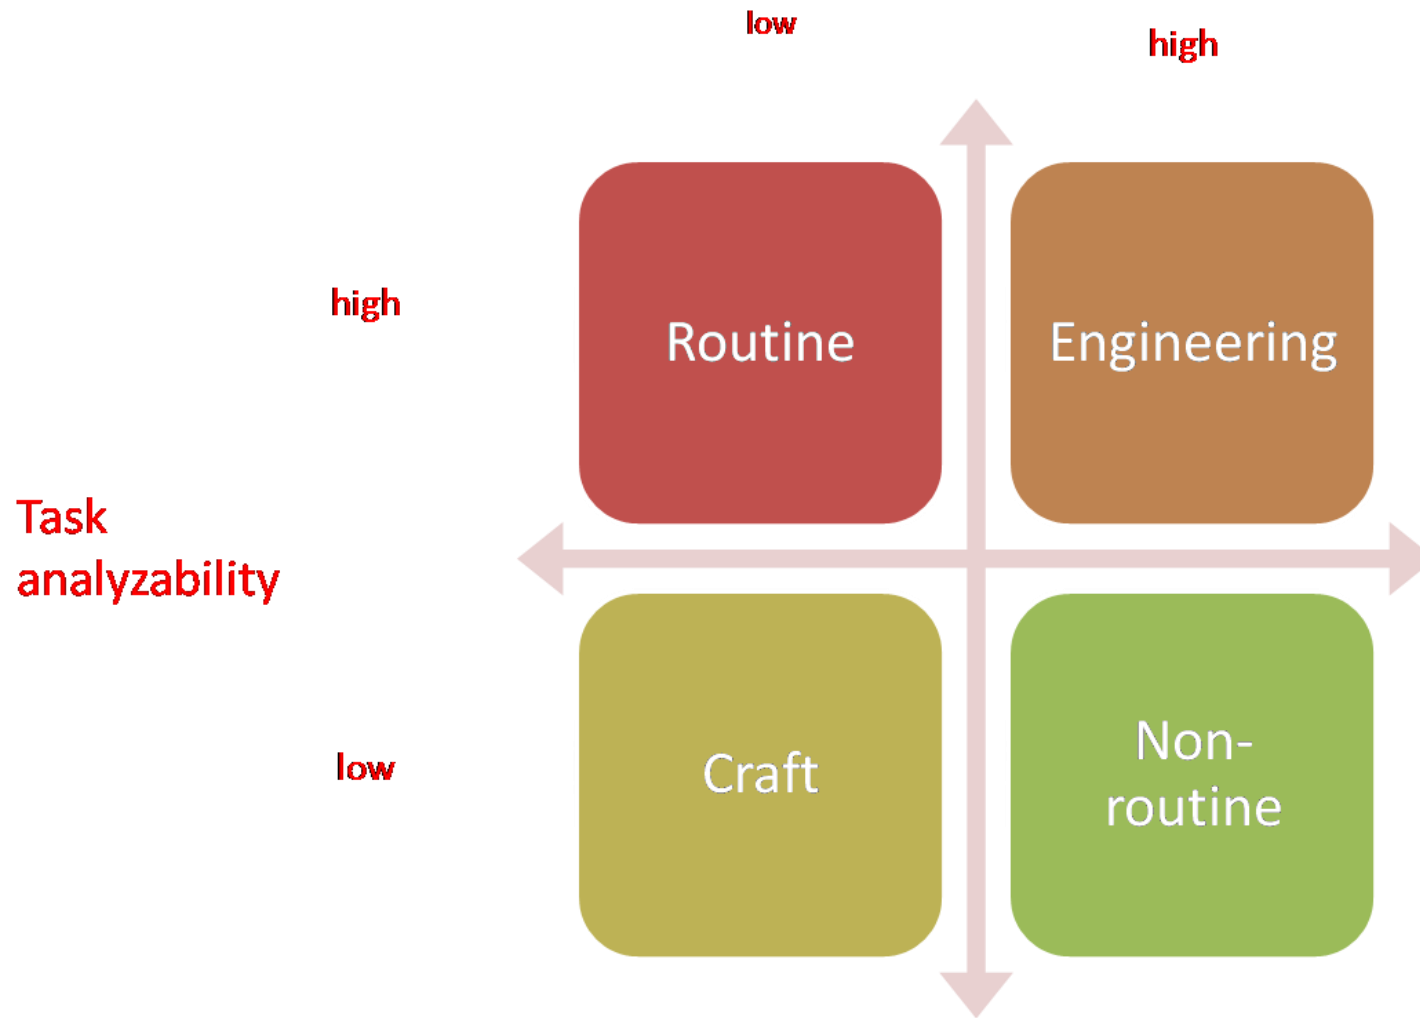 low
high
high
Routine
Engineering
Task
analyzability
low
Craft
Non-
routine